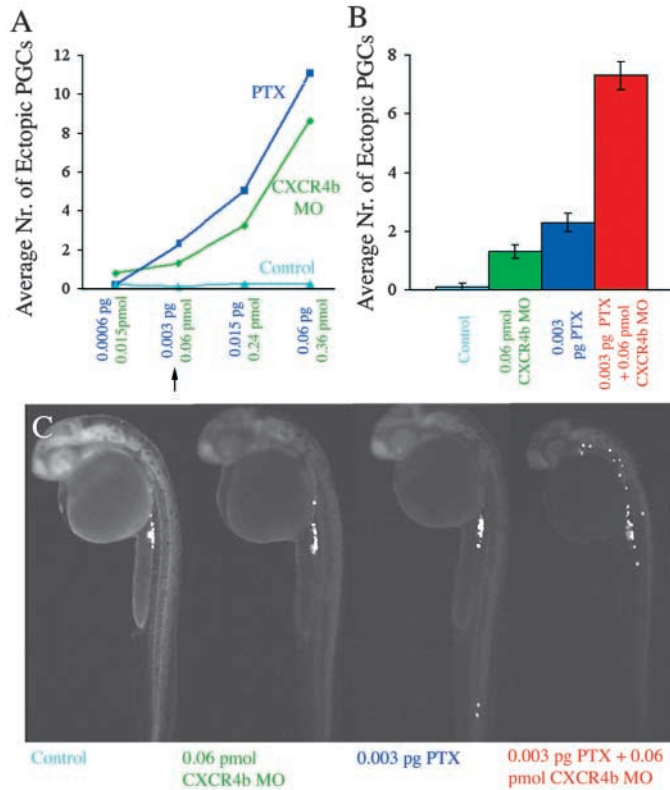 A
Average Nr. of Ectopic PGCs
12
10
8
6
4
2
0
PTX
CXCR4b
MO
Control
0.0006 pg
0.015pmol
0.003 pg
0.06 pmol
0.015 pg
0.24 pmol
0.06 pg
0.36 pmol
B
Average Nr. of Ectopic PGCs
8
6
4
2
0
Control
0.06 pmol
CXCR4b MO
0.003
pg PTX
0.003 pg PTX
+ 0.06 pmol
CXCR4b MO
C
Control
0.06 pmol
CXCR4b MO
0.003 pg PTX
0.003 pg PTX + 0.06
pmol CXCR4b MO